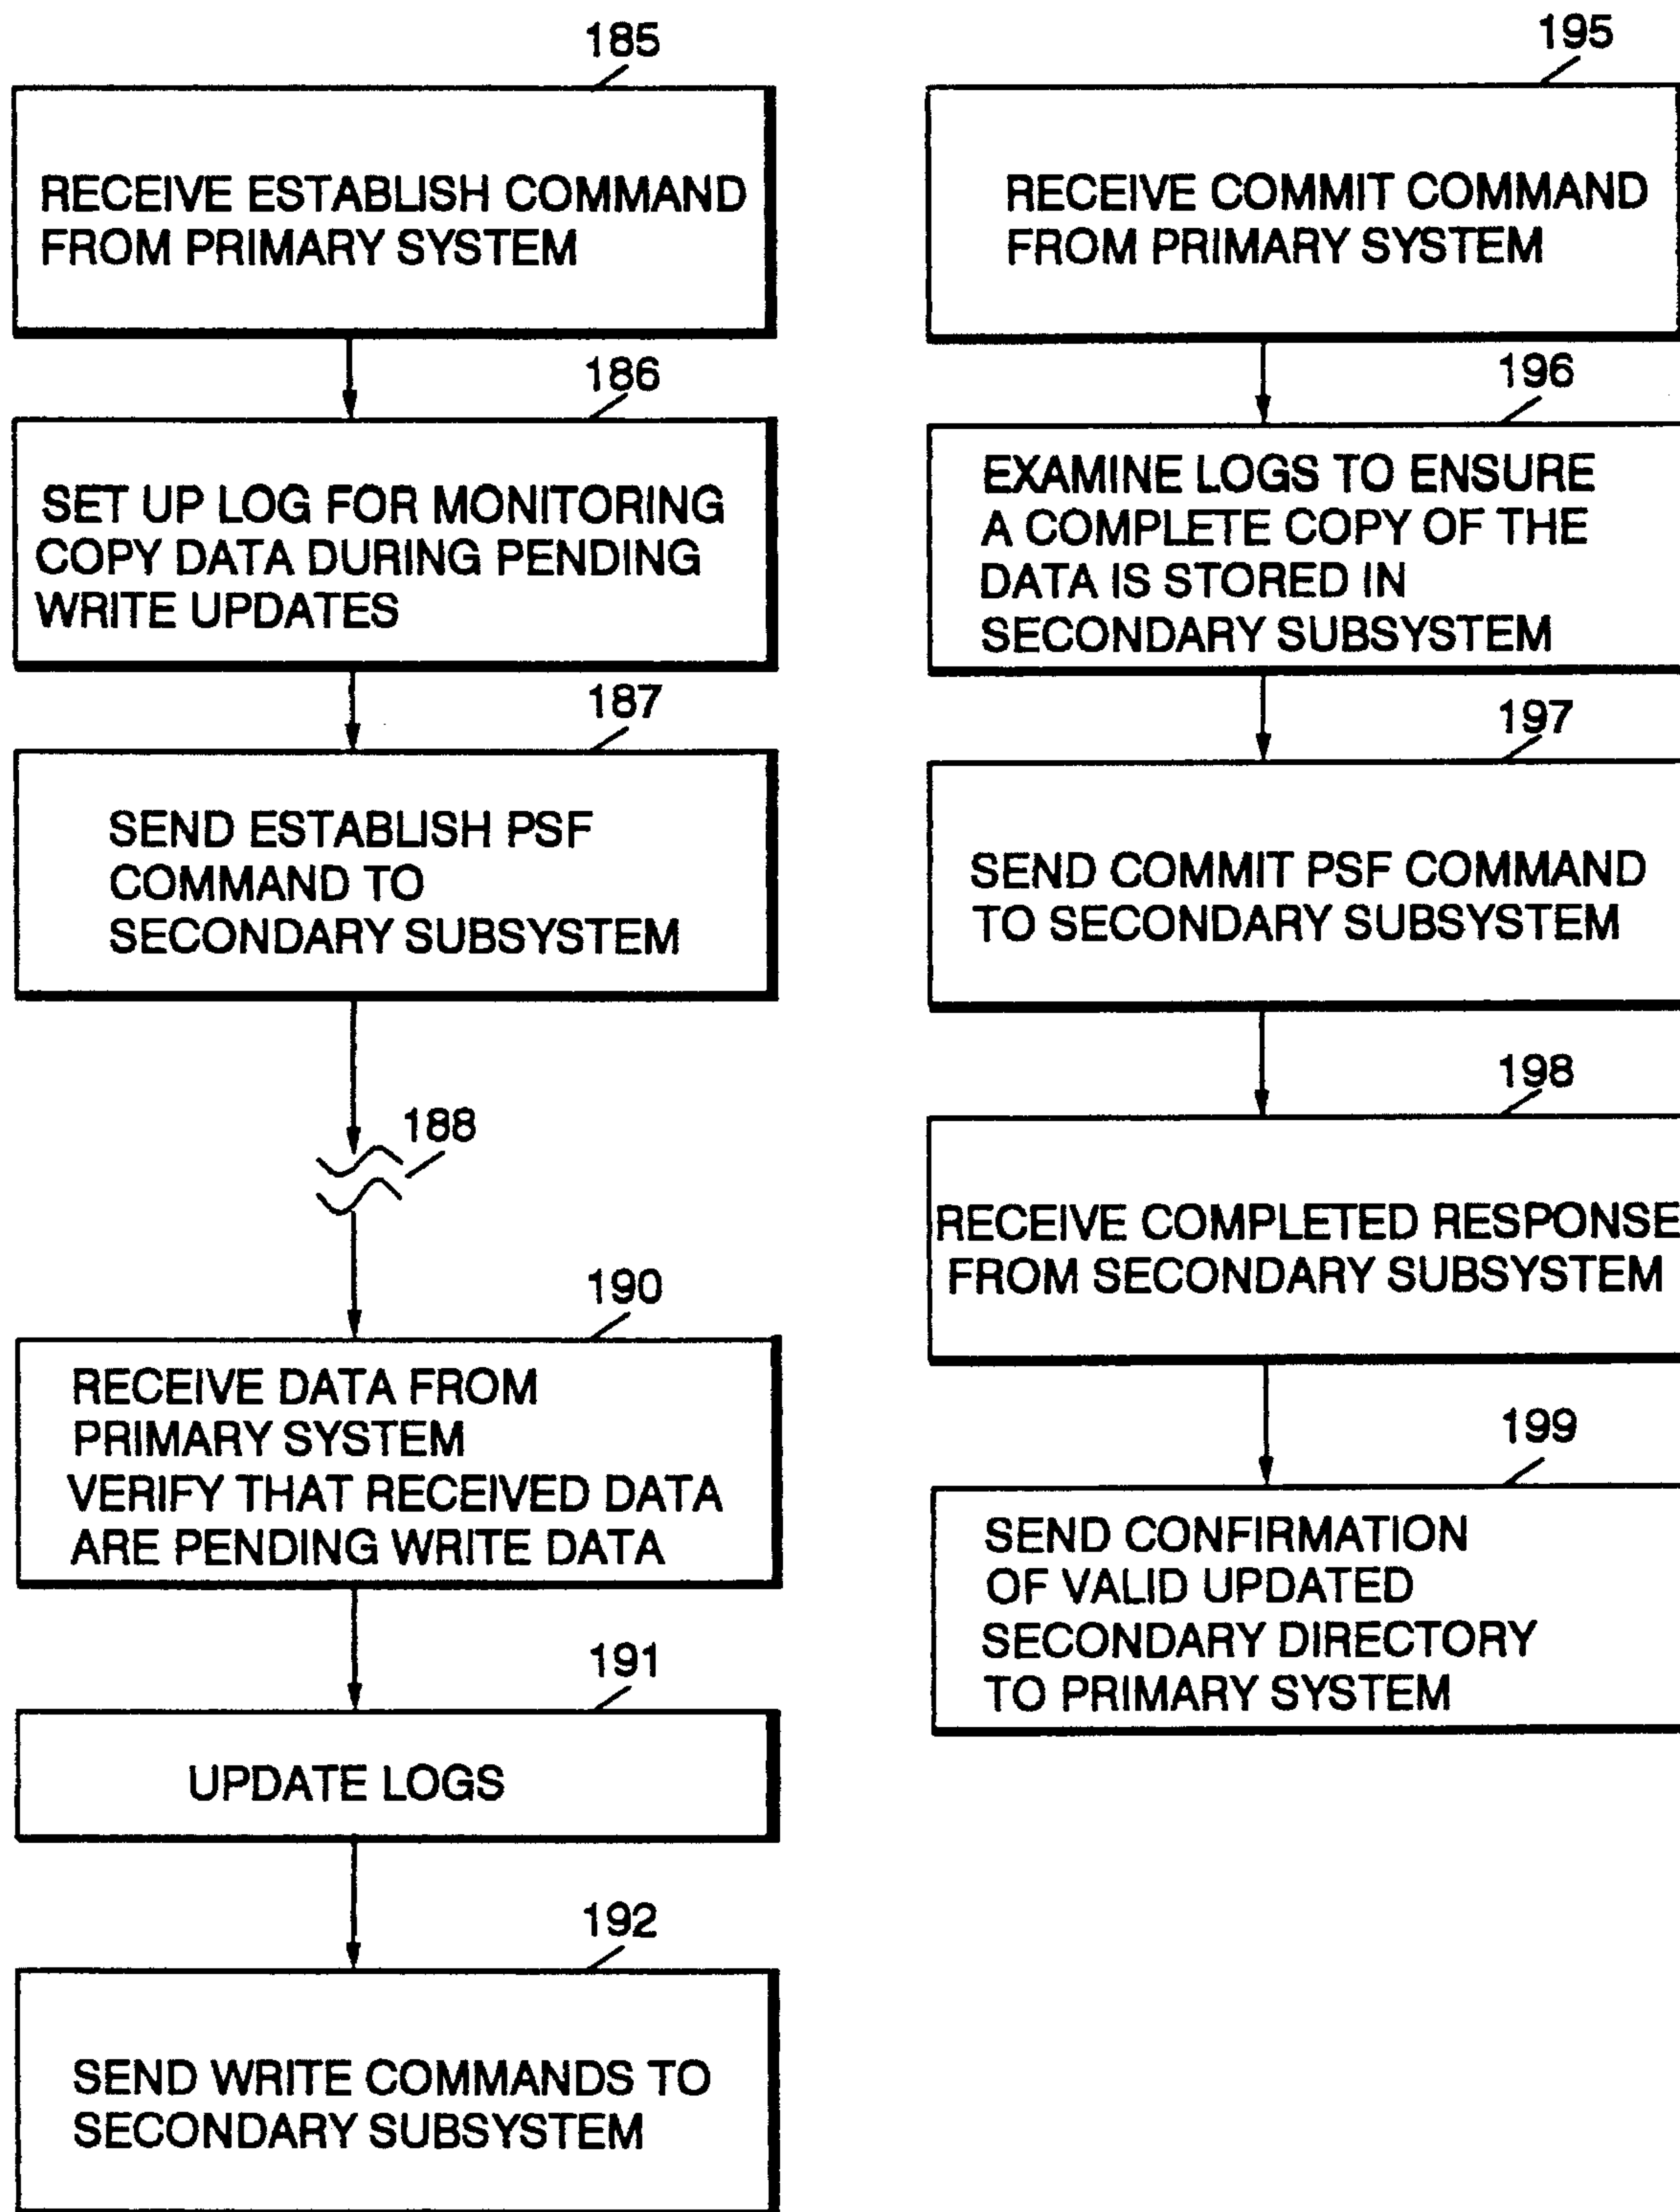 185
RECEIVE ESTABLISH COMMAND
FROM PRIMARY SYSTEM
186
SET UP LOG FOR MONITORING
COPY DATA DURING PENDING
WRITE UPDATES
187
SEND ESTABLISH PSF
COMMAND TO
SECONDARY SUBSYSTEM
188
190
RECEIVE DATA FROM
PRIMARY SYSTEM
VERIFY THAT RECEIVED DATA
ARE PENDING WRITE DATA
191
UPDATE LOGS
192
SEND WRITE COMMANDS TO
SECONDARY SUBSYSTEM
195
RECEIVE COMMIT COMMAND
FROM PRIMARY SYSTEM
196
EXAMINE LOGS TO ENSURE
A COMPLETE COPY OF THE
DATA IS STORED IN
SECONDARY SUBSYSTEM
197
SEND COMMIT PSF COMMAND
TO SECONDARY SUBSYSTEM
198
RECEIVE COMPLETED RESPONSE
FROM SECONDARY SUBSYSTEM
199
SEND CONFIRMATION
OF VALID UPDATED
SECONDARY DIRECTORY
TO PRIMARY SYSTEM